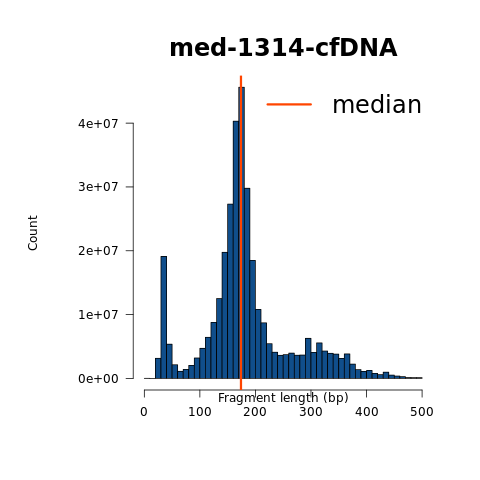 med-1314-cfDNA
median
4e+07
3e+07
2e+07
1e+07
0e+00
Count
Fragment length (bp)
0 100 200 300 400 500